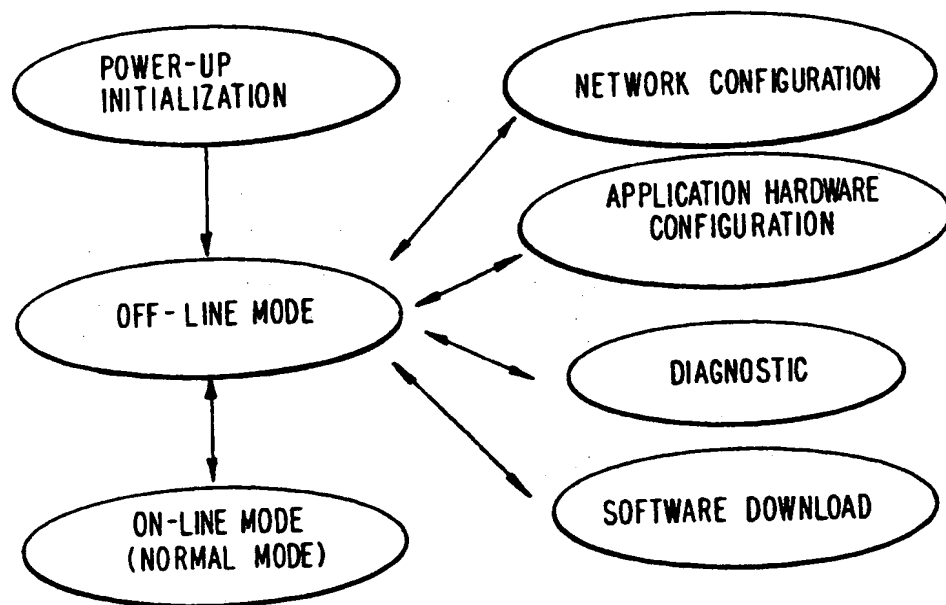 POWER-UP
INITIALIZATION
NETWORK CONFIGURATION
APPLICATION HARDWARE
CONFIGURATION
OFF-LINE MODE
DIAGNOSTIC
SOFTWARE DOWNLOAD
ON-LINE MODE
(NORMAL MODE)